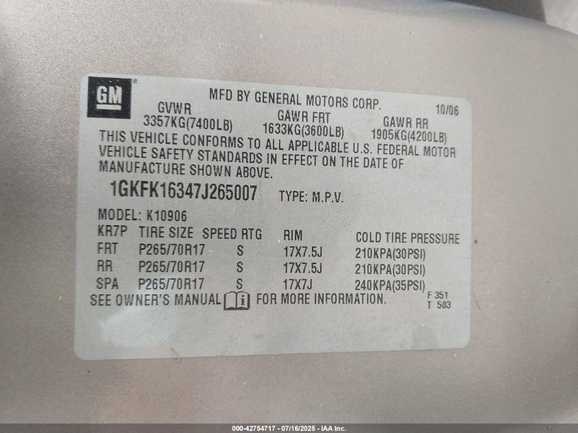 GM
MFD BY GENERAL MOTORS CORP. 10/06
GVWR GAWR FRT GAWR RR
3357KG(7400LB) 1633KG(3600LB) 1905KG(4200LB)
THIS VEHICLE CONFORMS TO ALL APPLICABLE U.S. FEDERAL MOTOR
VEHICLE SAFETY STANDARDS IN EFFECT ON THE DATE OF
MANUFACTURE SHOWN ABOVE.
1GKFK16347J265007 TYPE: M.P.V.
MODEL: K10906
KR7P TIRE SIZE SPEED RTG RIM COLD TIRE PRESSURE
FRT P265/70R17 S 17X7.5J 210KPA(30PSI)
RR P265/70R17 S 17X7.5J 210KPA(30PSI)
SPA P265/70R17 S 17X7J 240KPA(35PSI)
SEE OWNER'S MANUAL i FOR MORE INFORMATION. F 351
T 583
000-42754717 - 07/16/2025 - IAA Inc.